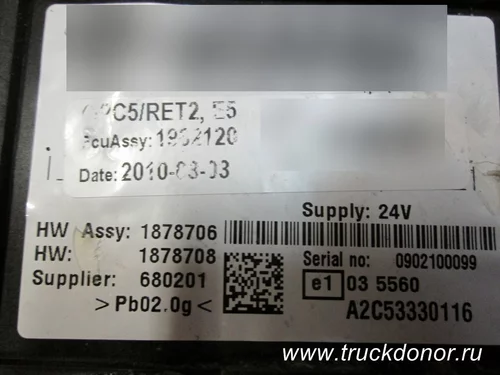 C5/RET2, E5
EcuAssy: 1902120
Date: 2010-03-03
Supply: 24V
HW Assy: 1878706
HW: 1878708
Serial no: 0902100099
Supplier: 680201
e1 03 5560
>Pb02.0g<
A2C53330116
www.truckdonor.ru